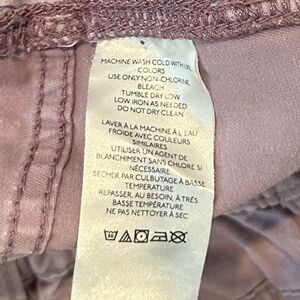 MACHINE WASH COLD WITH LIKE
COLORS
USE ONLY NON-CHLORINE
BLEACH
TUMBLE DRY LOW
LOW IRON AS NEEDED
DO NOT DRY CLEAN
LAVER À LA MACHINE À L'EAU
FROIDE AVEC COULEURS
SIMILAIRES
UTILISER UN AGENT DE
BLANCHIMENT SANS CHLORE SI
NÉCESSAIRE
SECHER PAR CULBUTAGE À BASSE
TEMPERATURE
REPASSER, AU BESOIN, À TRÈS
BASSE TEMPÉRATURE
NE PAS NETTOYER À SEC